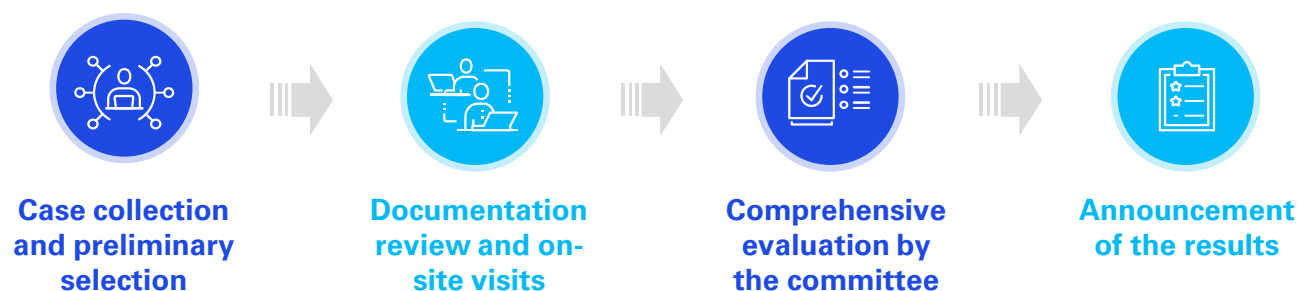 Case collection
and preliminary
selection
Documentation
review and on-
site visits
Comprehensive
evaluation by
the committee
Announcement
of the results